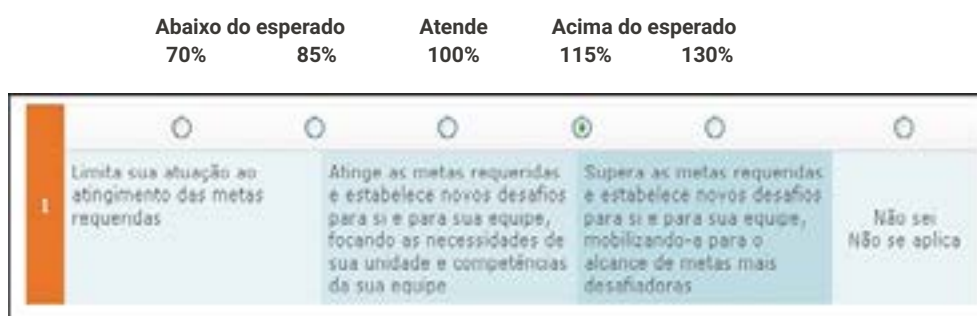 Abaixo do esperado Atende Acima do esperado
70% 85% 100% 115% 130%
1
Limita sua atuação ao
atingimento das metas
requeridas
Atinge as metas requeridas
e estabelece novos desafios
para si e para sua equipe,
focando as necessidades de
sua unidade e competências
da sua equipe
Supera as metas requeridas
e estabelece novos desafios
para si e para sua equipe,
mobilizando-a para o
alcance de metas mais
desafiadoras
Não sei
Não se aplica